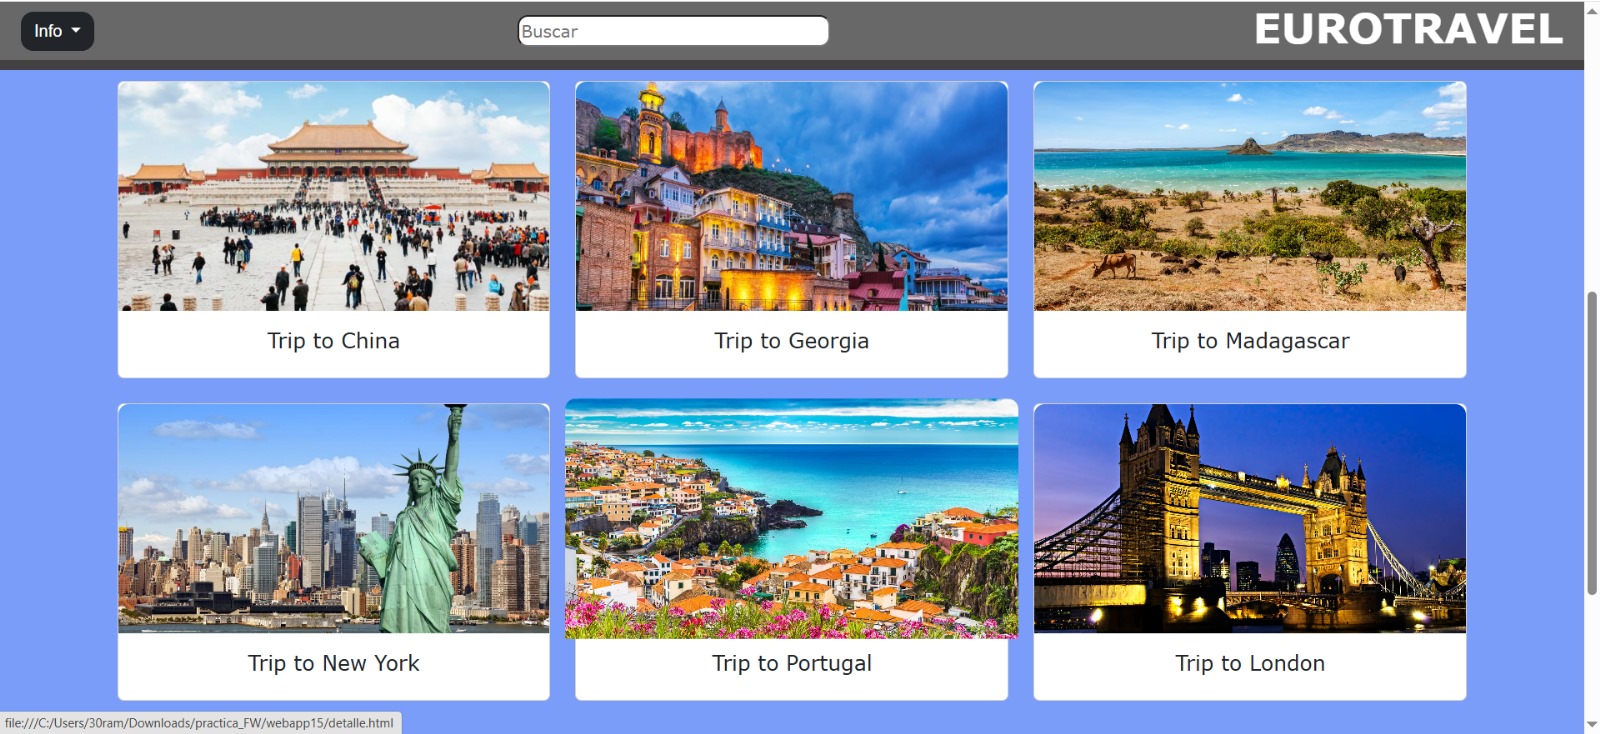 Info
Buscar
EUROTRAVEL
Trip to China
Trip to Georgia
Trip to Madagascar
Trip to New York
Trip to Portugal
Trip to London
file:///C:/Users/30ram/Downloads/practica_FW/webapp15/detalle.html